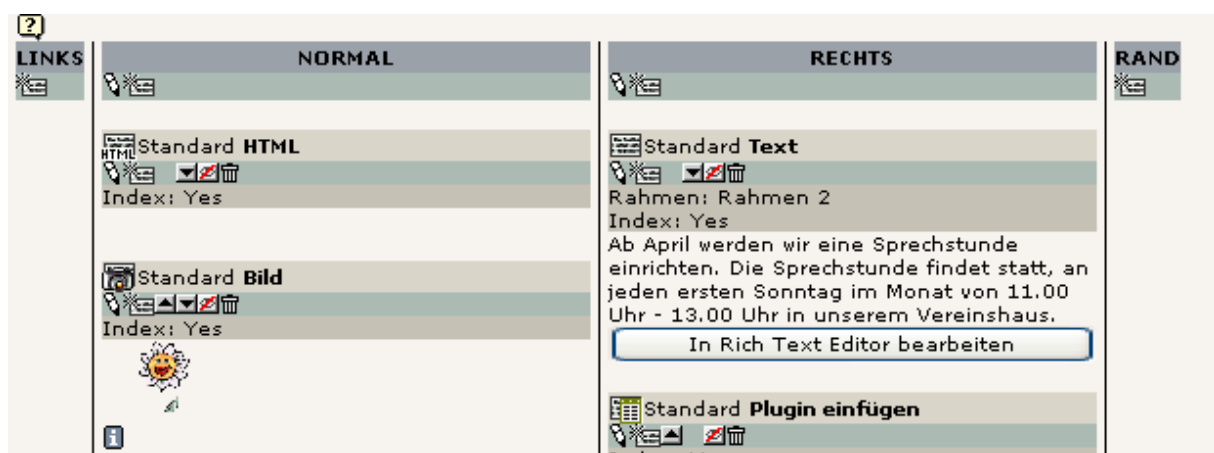 ?
LINKS
NORMAL
RECHTS
RAND
HTML Standard HTML
Index: Yes
Standard Bild
Index: Yes
i
Standard Text
Rahmen: Rahmen 2
Index: Yes
Ab April werden wir eine Sprechstunde
einrichten. Die Sprechstunde findet statt, an
jeden ersten Sonntag im Monat von 11.00
Uhr - 13.00 Uhr in unserem Vereinshaus.
In Rich Text Editor bearbeiten
Standard Plugin einfügen